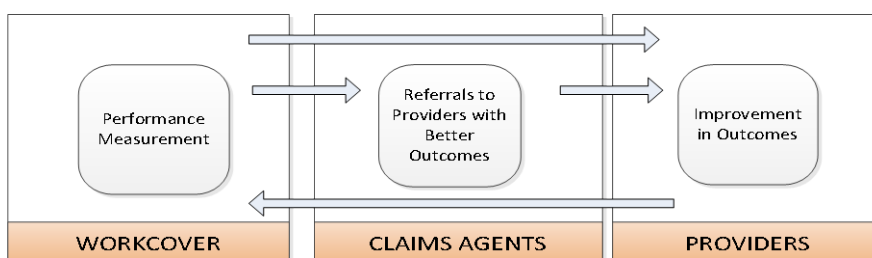 Performance
Measurement
Referrals to
Providers with
Better
Outcomes
Improvement
in Outcomes
WORKCOVER
CLAIMS AGENTS
PROVIDERS